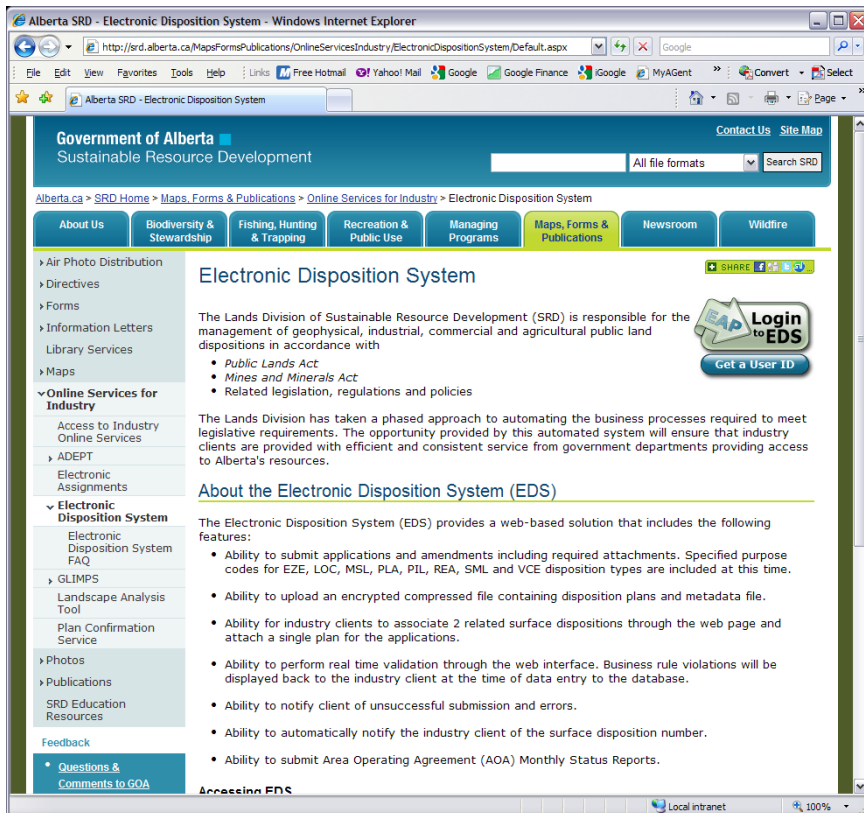 Alberta SRD - Electronic Disposition System - Windows Internet Explorer
http://srd.alberta.ca/MapsFormsPublications/OnlineServicesIndustry/ElectronicDispositionSystem/Default.aspx
Google
File Edit View Favorites Tools Help Links Free Hotmail Yahoo! Mail Google Google Finance iGoogle MyAgent » Convert Select
Alberta SRD - Electronic Disposition System
Page
Contact Us Site Map
Government of Alberta
Sustainable Resource Development
All file formats
Search SRD
Alberta.ca > SRD Home > Maps, Forms & Publications > Online Services for Industry > Electronic Disposition System
About Us
Biodiversity &
Stewardship
Fishing, Hunting
& Trapping
Recreation &
Public Use
Managing
Programs
Maps, Forms &
Publications
Newsroom
Wildfire
Air Photo Distribution
Directives
Forms
Information Letters
Library Services
Maps
Online Services for
Industry
Access to Industry
Online Services
ADEPT
Electronic
Assignments
Electronic
Disposition System
Electronic
Disposition System
FAQ
GLIMPS
Landscape Analysis
Tool
Plan Confirmation
Service
Photos
Publications
SRD Education
Resources
Feedback
• Questions &
Comments to GOA
Electronic Disposition System
SHARE
EAP Login
to EDS
Get a User ID
The Lands Division of Sustainable Resource Development (SRD) is responsible for the
management of geophysical, industrial, commercial and agricultural public land
dispositions in accordance with
• Public Lands Act
• Mines and Minerals Act
• Related legislation, regulations and policies
The Lands Division has taken a phased approach to automating the business processes required to meet
legislative requirements. The opportunity provided by this automated system will ensure that industry
clients are provided with efficient and consistent service from government departments providing access
to Alberta's resources.
About the Electronic Disposition System (EDS)
The Electronic Disposition System (EDS) provides a web-based solution that includes the following
features:
• Ability to submit applications and amendments including required attachments. Specified purpose
codes for EZE, LOC, MSL, PLA, PIL, REA, SML and VCE disposition types are included at this time.
• Ability to upload an encrypted compressed file containing disposition plans and metadata file.
• Ability for industry clients to associate 2 related surface dispositions through the web page and
attach a single plan for the applications.
• Ability to perform real time validation through the web interface. Business rule violations will be
displayed back to the industry client at the time of data entry to the database.
• Ability to notify client of unsuccessful submission and errors.
• Ability to automatically notify the industry client of the surface disposition number.
• Ability to submit Area Operating Agreement (AOA) Monthly Status Reports.
Accessing EDS
Local intranet
100%